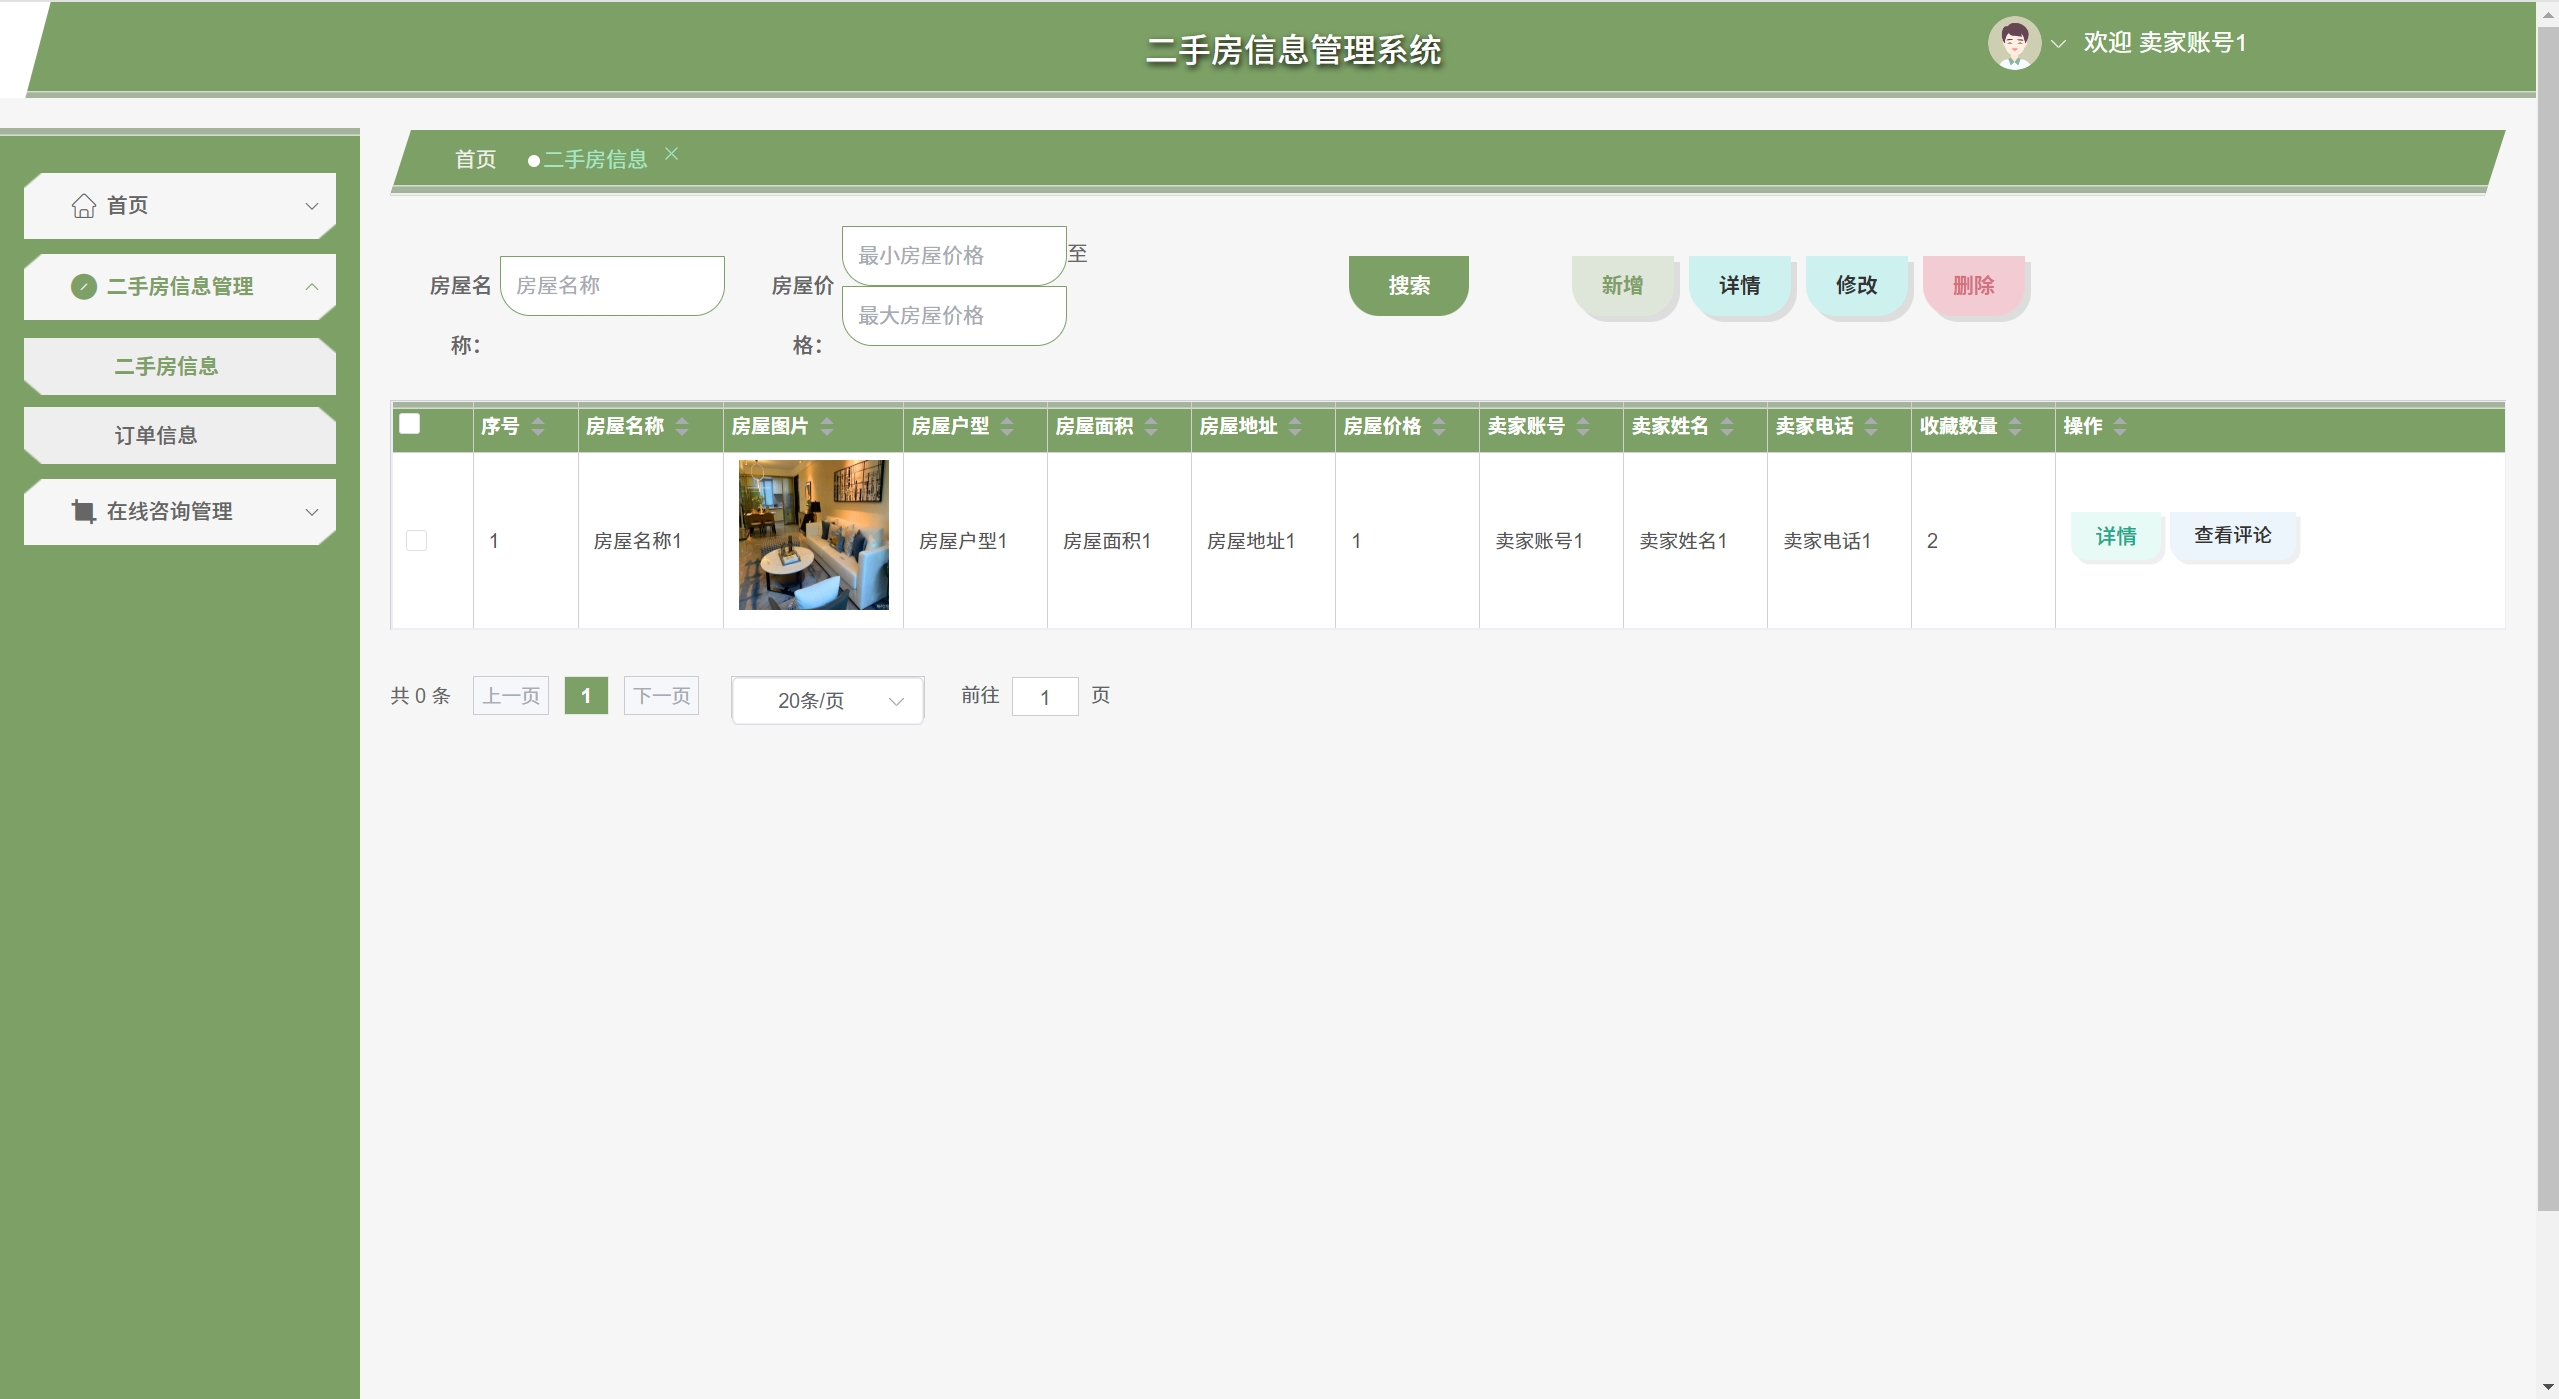 二手房信息管理系统
欢迎 卖家账号1
首页
二手房信息管理
二手房信息
订单信息
在线咨询管理
首页 二手房信息
房屋名称：
房屋名称
房屋价格：
最小房屋价格 至
最大房屋价格
搜索 新增 详情 修改 删除
序号 房屋名称 房屋图片 房屋户型 房屋面积 房屋地址 房屋价格 卖家账号 卖家姓名 卖家电话 收藏数量 操作
1 房屋名称1 房屋户型1 房屋面积1 房屋地址1 1 卖家账号1 卖家姓名1 卖家电话1 2 详情 查看评论
共 0 条 上一页 1 下一页 20条/页 前往 1 页